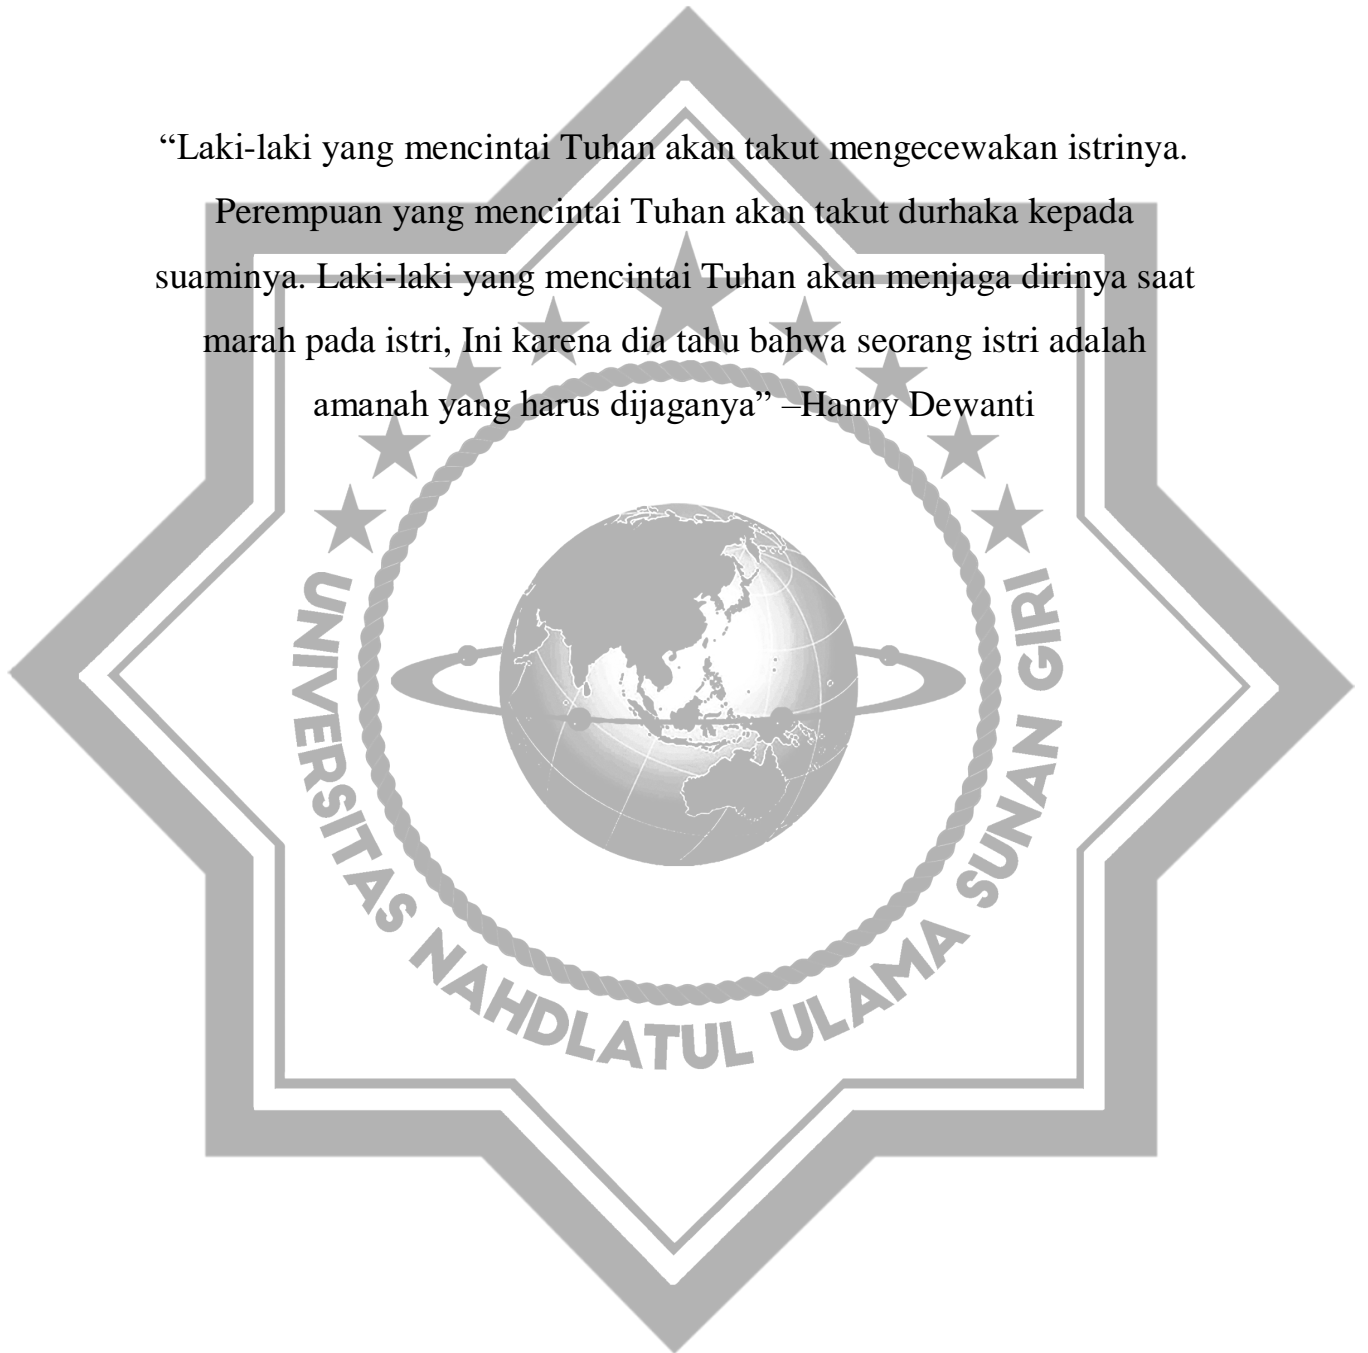 “Laki-laki yang mencintai Tuhan akan takut mengecewakan istrinya.
Perempuan yang mencintai Tuhan akan takut durhaka kepada
suaminya. Laki-laki yang mencintai Tuhan akan menjaga dirinya saat
marah pada istri, Ini karena dia tahu bahwa seorang istri adalah
amanah yang harus dijaganya” –Hanny Dewanti
UNIVERSITAS NAHDLATUL ULAMA SUNAN GIRI